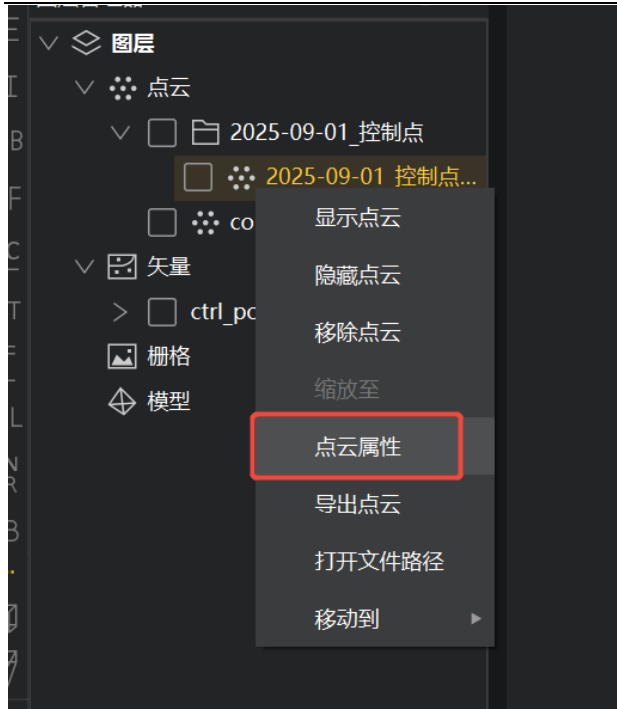 图层
点云
2025-09-01_控制点
2025-09-01 控制点...
co
显示点云
矢量
隐藏点云
ctrl_po
移除点云
栅格
缩放至
模型
点云属性
导出点云
打开文件路径
移动到